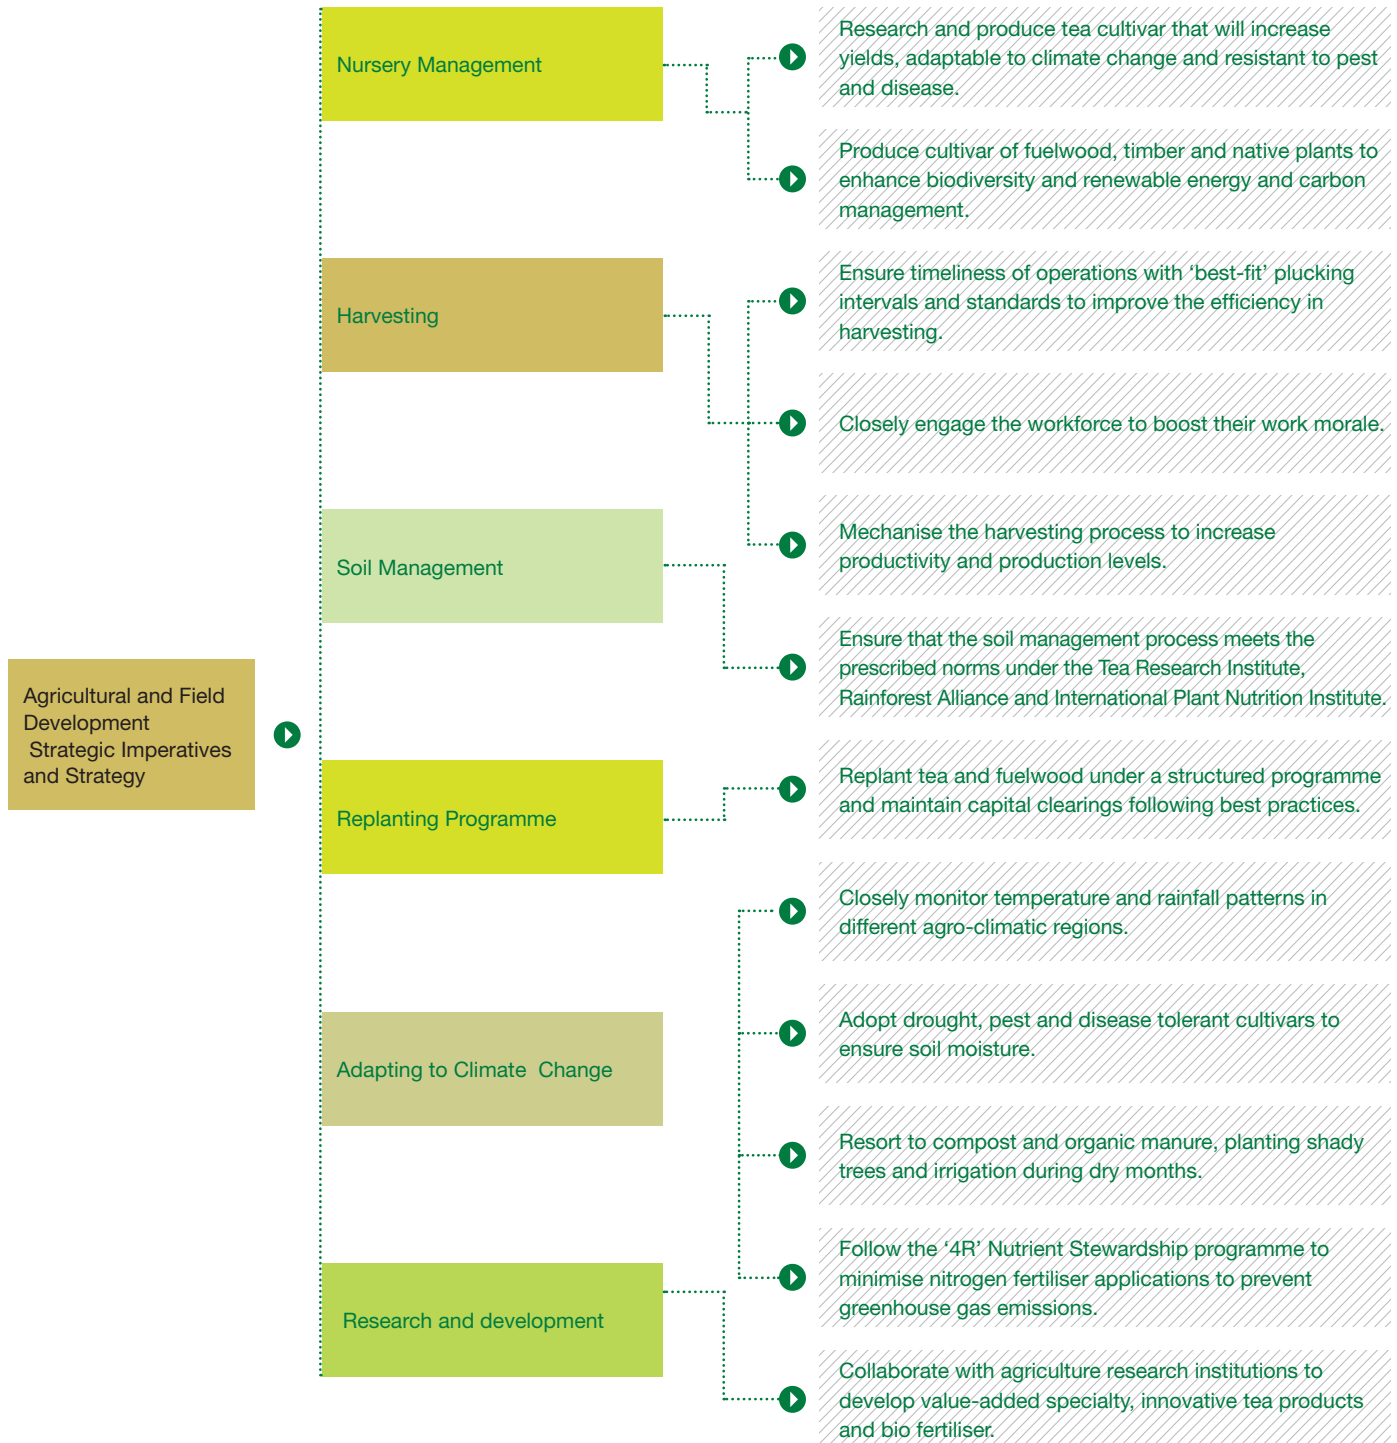 Agricultural and Field
Development
Strategic Imperatives
and Strategy
Nursery Management
Research and produce tea cultivar that will increase
yields, adaptable to climate change and resistant to pest
and disease.
Produce cultivar of fuelwood, timber and native plants to
enhance biodiversity and renewable energy and carbon
management.
Harvesting
Ensure timeliness of operations with ‘best-fit’ plucking
intervals and standards to improve the efficiency in
harvesting.
Closely engage the workforce to boost their work morale.
Mechanise the harvesting process to increase
productivity and production levels.
Soil Management
Ensure that the soil management process meets the
prescribed norms under the Tea Research Institute,
Rainforest Alliance and International Plant Nutrition Institute.
Replanting Programme
Replant tea and fuelwood under a structured programme
and maintain capital clearings following best practices.
Adapting to Climate Change
Closely monitor temperature and rainfall patterns in
different agro-climatic regions.
Adopt drought, pest and disease tolerant cultivars to
ensure soil moisture.
Resort to compost and organic manure, planting shady
trees and irrigation during dry months.
Follow the ‘4R’ Nutrient Stewardship programme to
minimise nitrogen fertiliser applications to prevent
greenhouse gas emissions.
Research and development
Collaborate with agriculture research institutions to
develop value-added specialty, innovative tea products
and bio fertiliser.